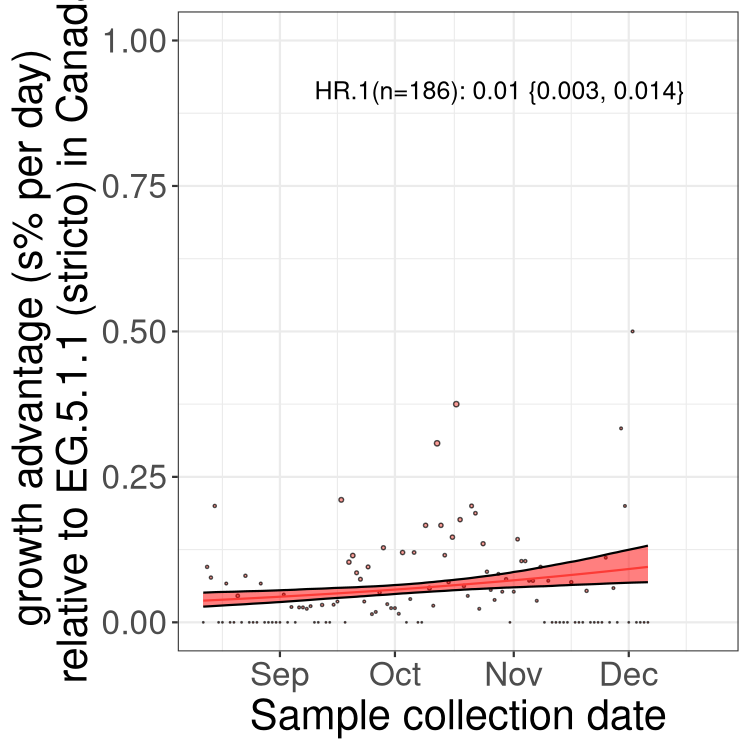 growth advantage (s% per day)
relative to EG.5.1.1 (stricto) in Canada
1.00
0.75
0.50
0.25
0.00
HR.1(n=186): 0.01 {0.003, 0.014}
Sep Oct Nov Dec
Sample collection date